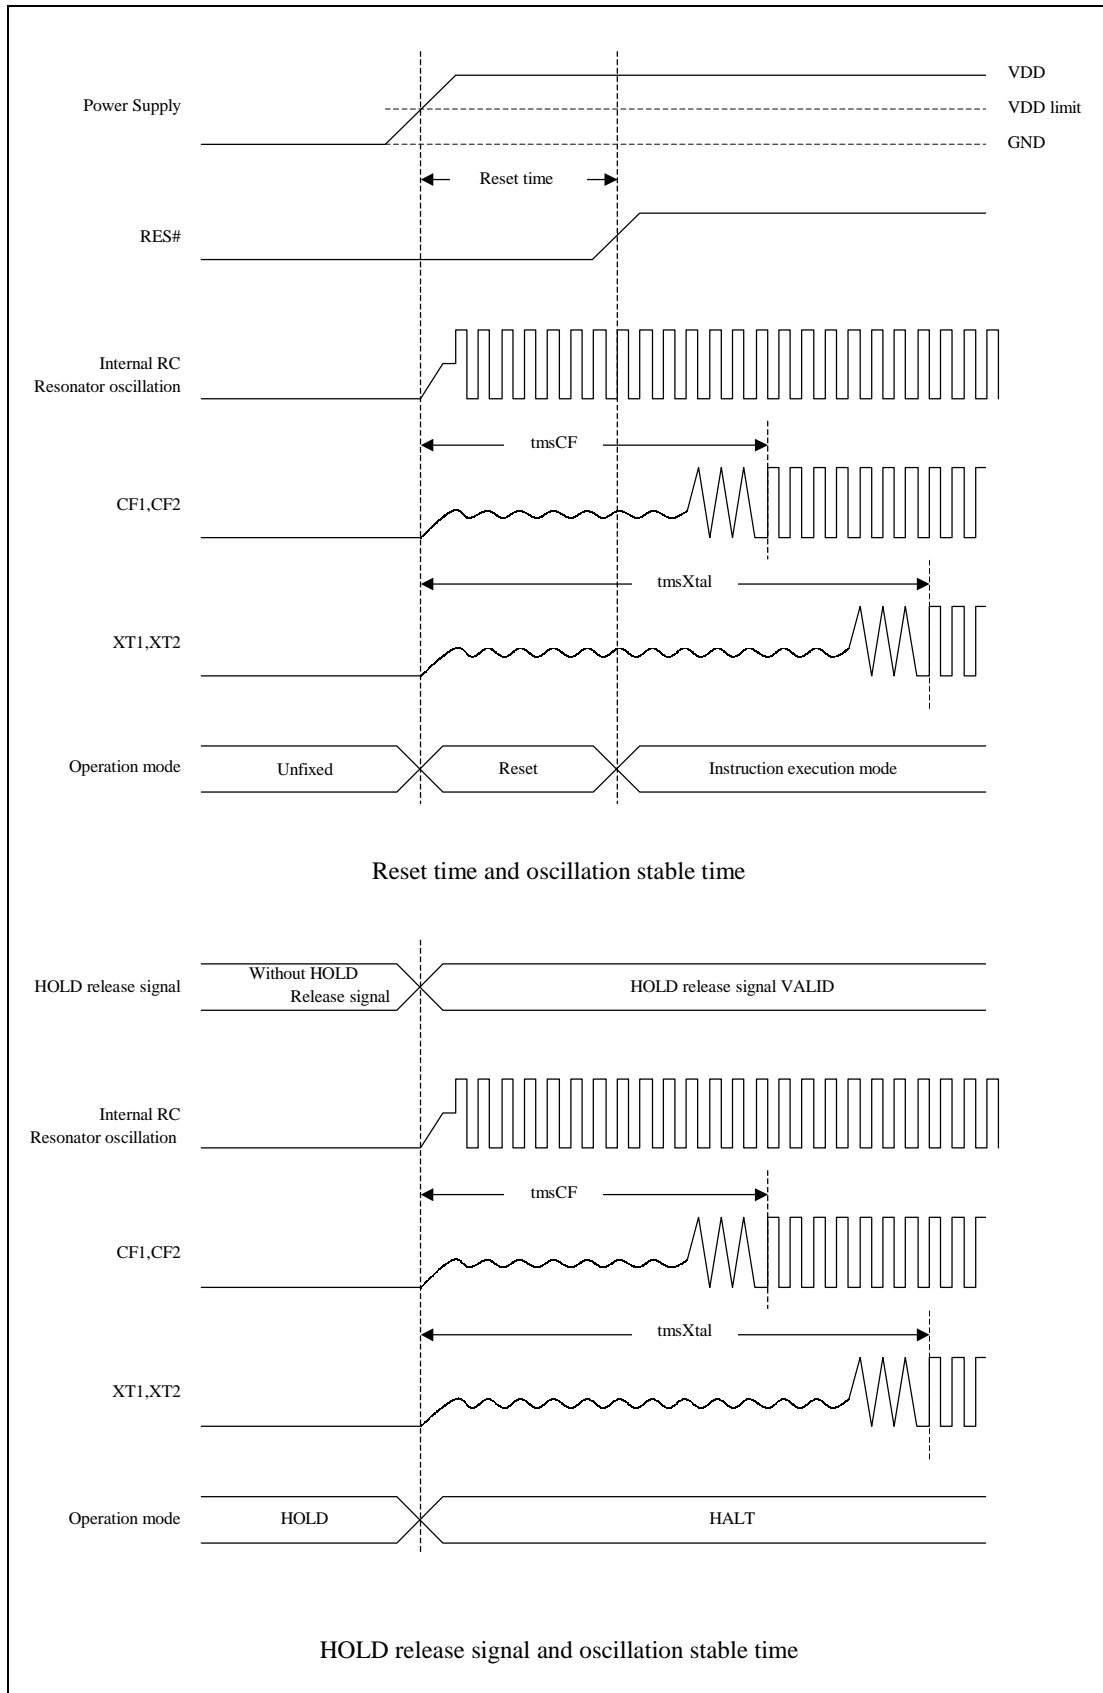 VDD
Power Supply
VDD limit
GND
Reset time
RES#
Internal RC
Resonator oscillation
tmsCF
CF1,CF2
tmsXtal
XT1,XT2
Operation mode
Unfixed
Reset
Instruction execution mode
Reset time and oscillation stable time
HOLD release signal
Without HOLD
Release signal
HOLD release signal VALID
Internal RC
Resonator oscillation
tmsCF
CF1,CF2
tmsXtal
XT1,XT2
Operation mode
HOLD
HALT
HOLD release signal and oscillation stable time